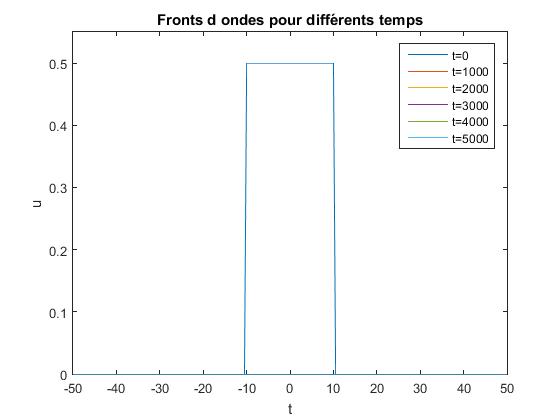 Fronts d ondes pour différents temps
t=0
t=1000
t=2000
t=3000
t=4000
t=5000
0.5
0.4
0.3
0.2
0.1
0
u
-50 -40 -30 -20 -10 0 10 20 30 40 50
t